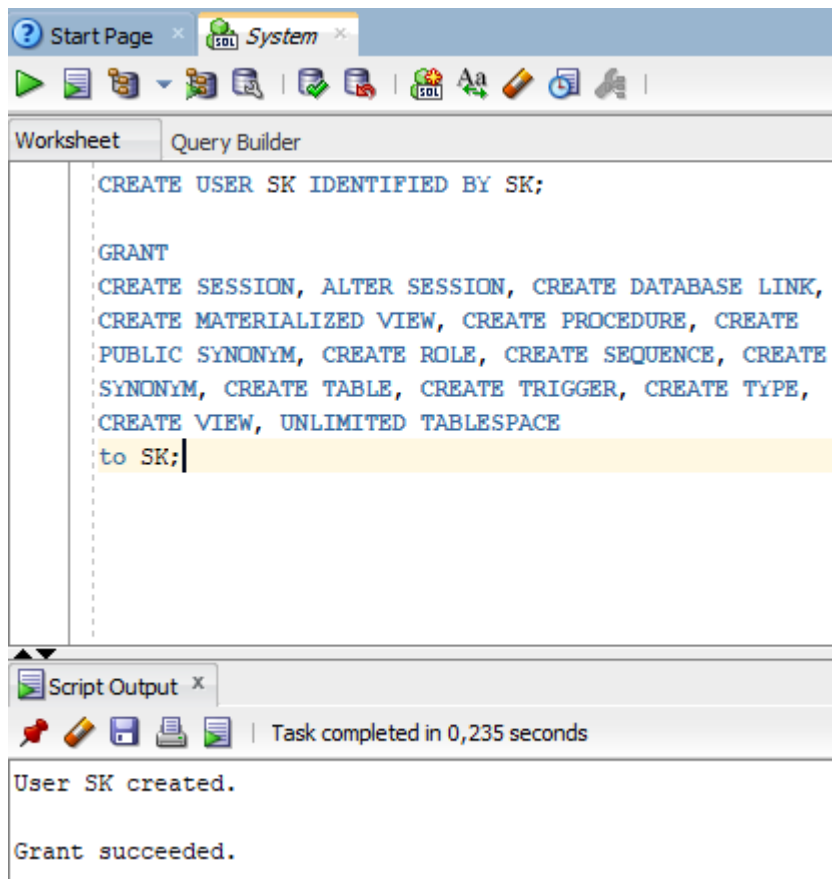 Start Page System
Worksheet Query Builder
CREATE USER SK IDENTIFIED BY SK;
GRANT
CREATE SESSION, ALTER SESSION, CREATE DATABASE LINK,
CREATE MATERIALIZED VIEW, CREATE PROCEDURE, CREATE
PUBLIC SYNONYM, CREATE ROLE, CREATE SEQUENCE, CREATE
SYNONYM, CREATE TABLE, CREATE TRIGGER, CREATE TYPE,
CREATE VIEW, UNLIMITED TABLESPACE
to SK;
Script Output x
Task completed in 0,235 seconds
User SK created.
Grant succeeded.